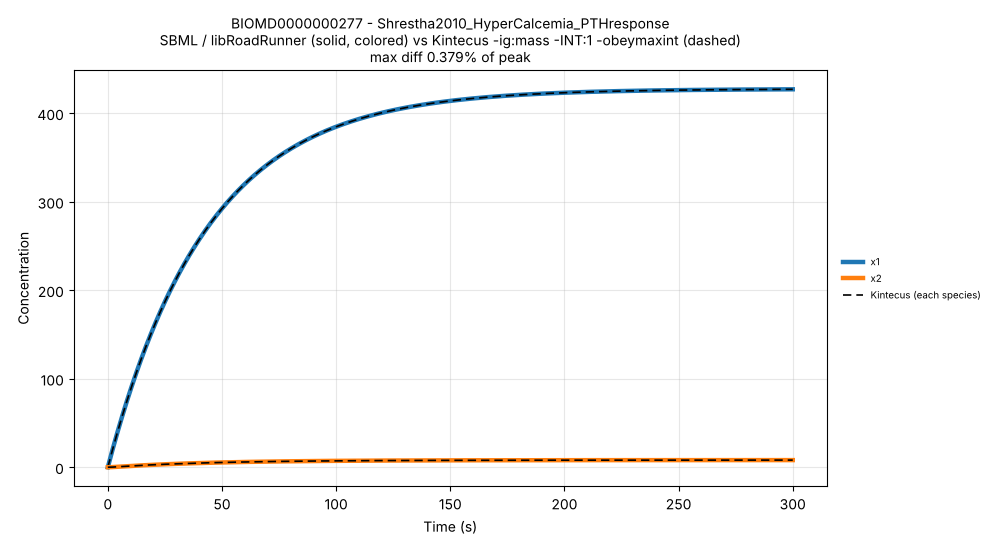 BIOMD0000000277 - Shrestha2010_HyperCalcemia_PTHresponse
SBML / libRoadRunner (solid, colored) vs Kintecus -ig:mass -INT:1 -obeymaxint (dashed)
max diff 0.379% of peak
Concentration
400
300
200
100
0
0 50 100 150 200 250 300
Time (s)
x1
x2
Kintecus (each species)